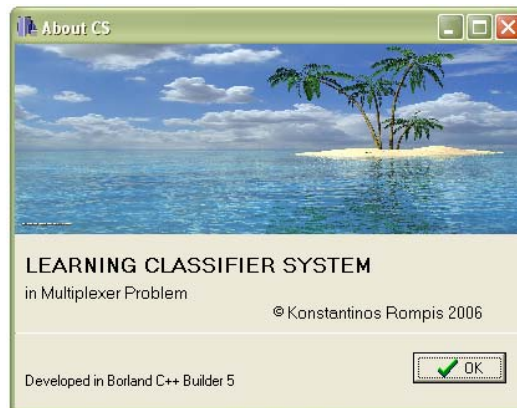 About CS
LEARNING CLASSIFIER SYSTEM
in Multiplexer Problem
© Konstantinos Rompis 2006
Developed in Borland C++ Builder 5
OK